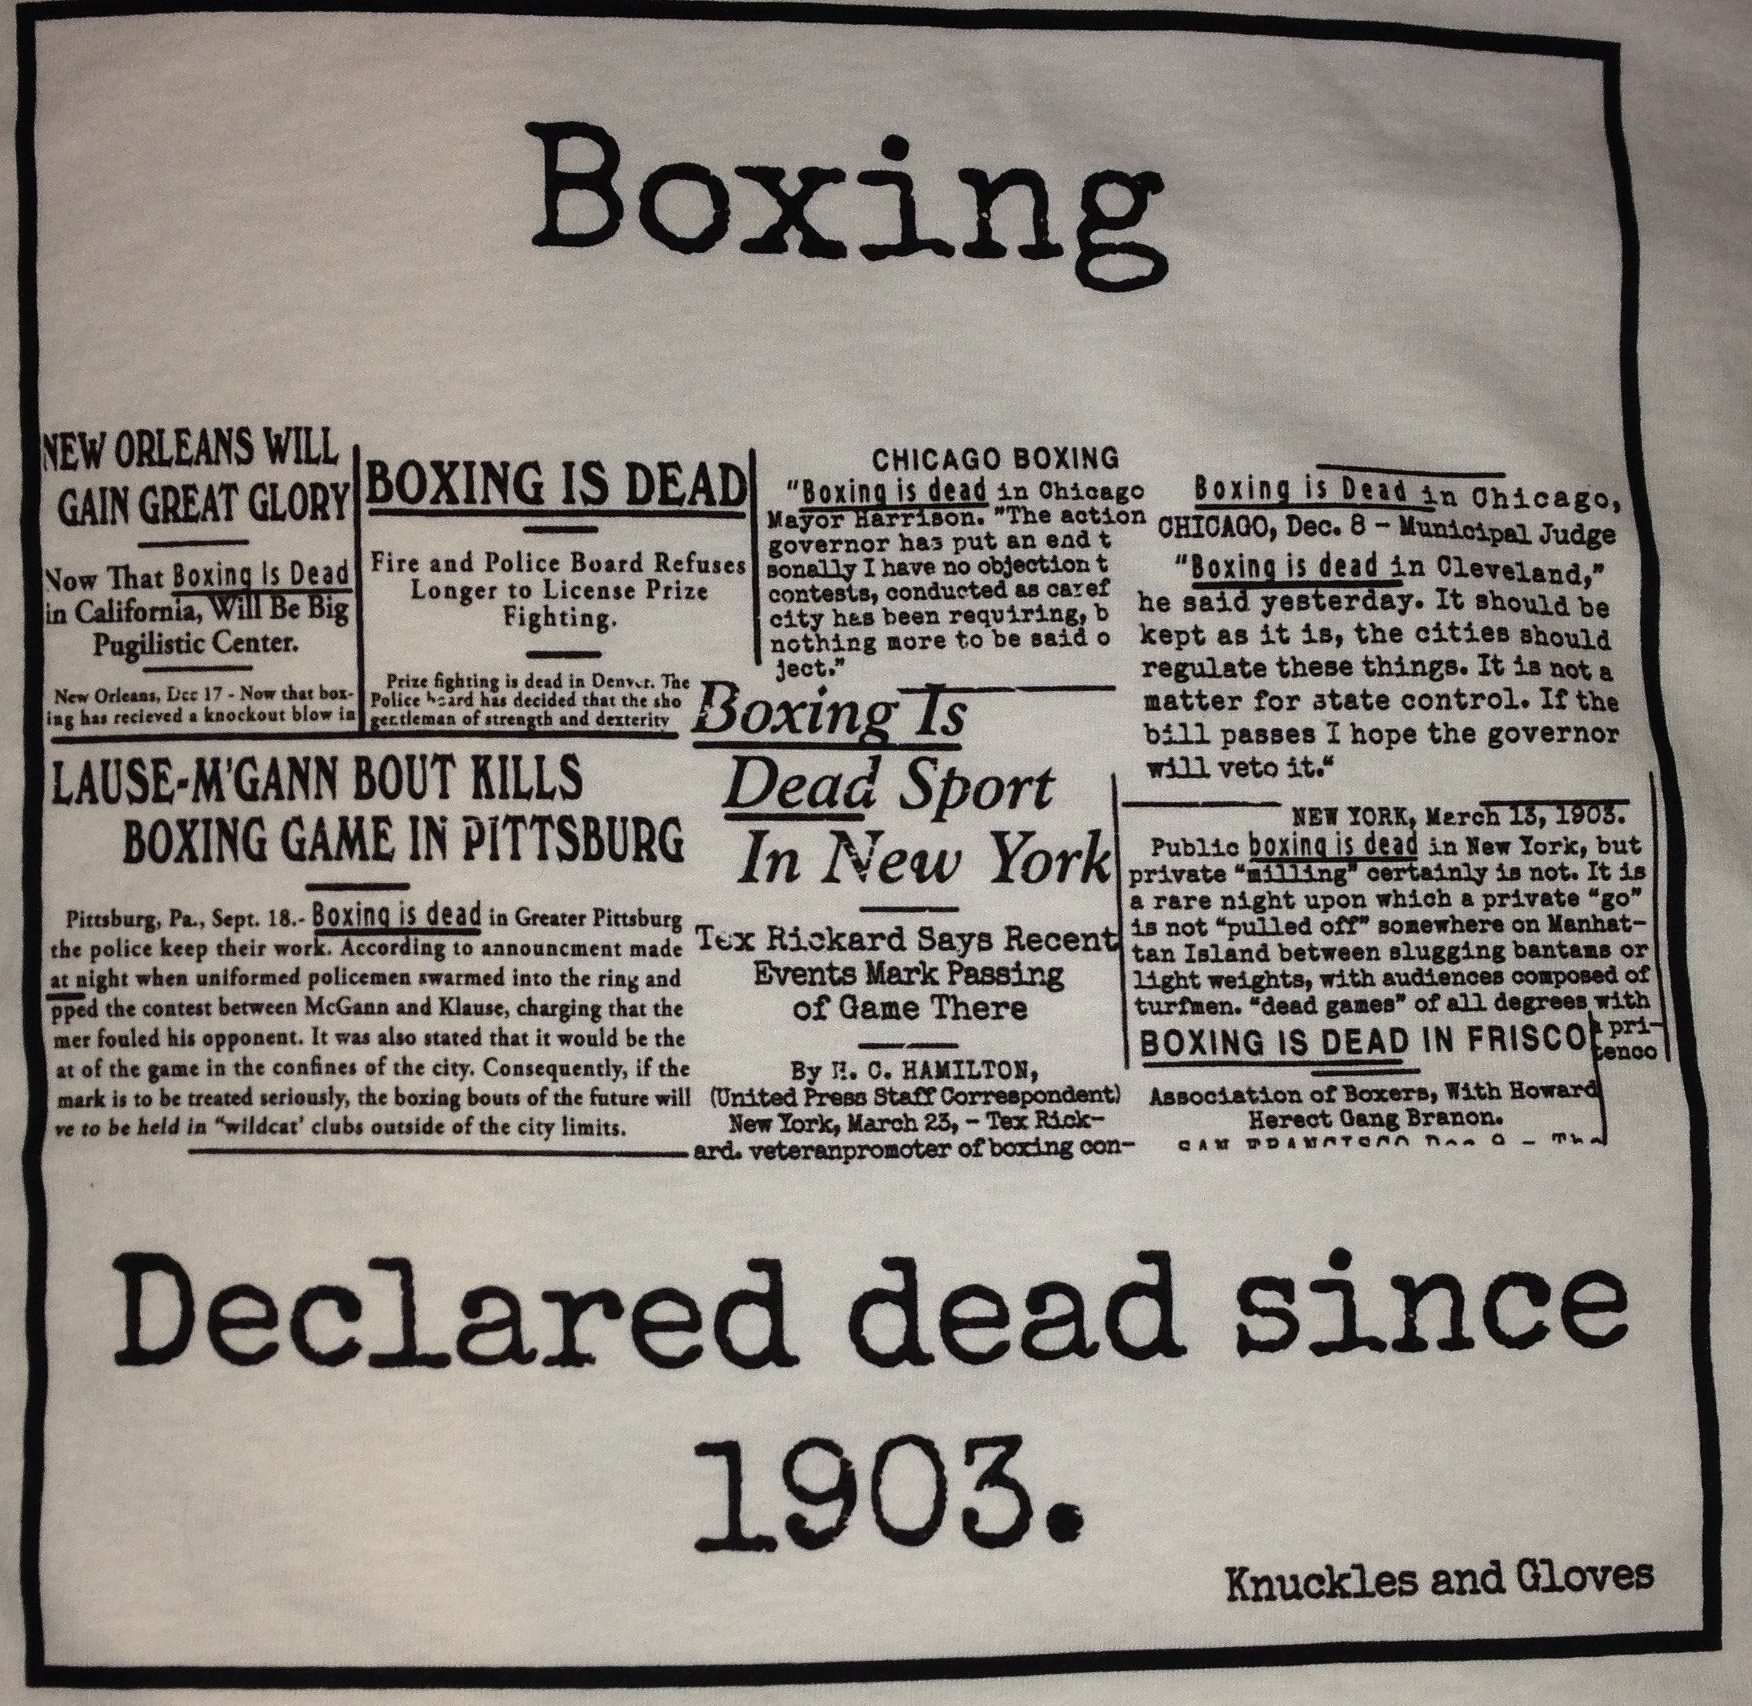 Boxing
NEW ORLEANS WILL
GAIN GREAT GLORY
Now That Boxing Is Dead
in California, Will Be Big
Pugilistic Center.
New Orleans, Dec 17 - Now that box-
ing has recieved a knockout blow in
BOXING IS DEAD
Fire and Police Board Refuses
Longer to License Prize
Fighting.
Prize fighting is dead in Denver. The
Police board has decided that the sho
gentleman of strength and dexterity
CHICAGO BOXING
"Boxing is dead in Chicago
Mayor Harrison. "The action
governor has put an end t
sonally I have no objection t
contests, conducted as caref
city has been requiring, b
nothing more to be said o
ject."
Boxing is Dead in Chicago,
CHICAGO, Dec. 8 - Municipal Judge
"Boxing is dead in Cleveland,"
he said yesterday. It should be
kept as it is, the cities should
regulate these things. It is not a
matter for state control. If the
bill passes I hope the governor
will veto it."
LAUSE-M'GANN BOUT KILLS
BOXING GAME IN PITTSBURG
Pittsburg, Pa., Sept. 18.- Boxing is dead in Greater Pittsburg
the police keep their work. According to announcment made
at night when uniformed policemen swarmed into the ring and
pped the contest between McGann and Klause, charging that the
mer fouled his opponent. It was also stated that it would be the
at of the game in the confines of the city. Consequently, if the
mark is to be treated seriously, the boxing bouts of the future will
ve to be held in "wildcat' clubs outside of the city limits.
Boxing Is
Dead Sport
In New York
Tex Rickard Says Recent
Events Mark Passing
of Game There
By H. C. HAMILTON,
(United Press Staff Correspondent)
New York, March 23, - Tex Rick-
ard. veteranpromoter of boxing con-
NEW YORK, Merch 13, 1903.
Public boxing is dead in New York, but
private "milling" certainly is not. It is
a rare night upon which a private "go"
is not "pulled off" somewhere on Manhat-
tan Island between slugging bantams or
light weights, with audiences composed of
turfmen. "dead games" of all degrees with
a pri-
tenco
BOXING IS DEAD IN FRISCO
Association of Boxers, With Howard
Herect Gang Branon.
SAN FRANCISCO Dec 9 - The
Declared dead since
1903.
Knuckles and Gloves